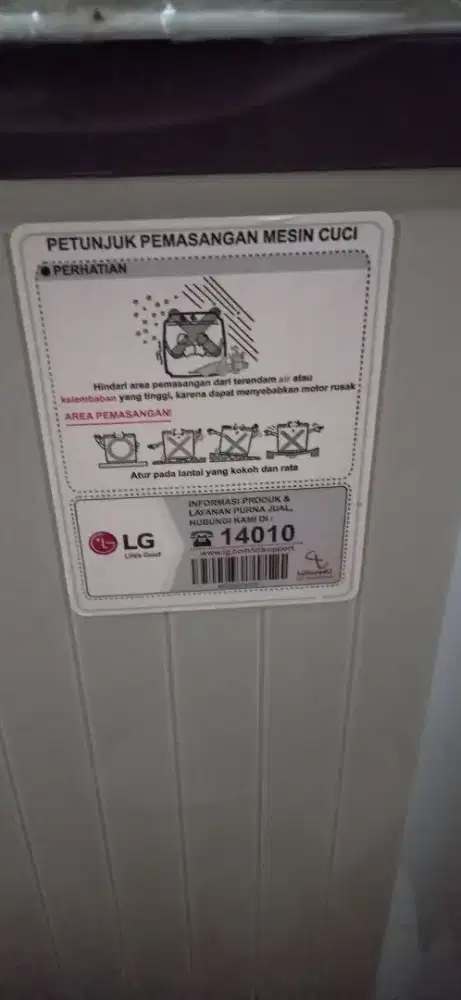 PETUNJUK PEMASANGAN MESIN CUCI
PERHATIAN
Hindari area pemasangan dari terendam air atau
kelembaban yang tinggi, karena dapat menyebabkan motor rusak
AREA PEMASANGAN!
Atur pada lantai yang kokoh dan rata
INFORMASI PRODUK &
LAYANAN PURNA JUAL,
HUBUNGI KAMI DI :
14010
LG
Life's Good